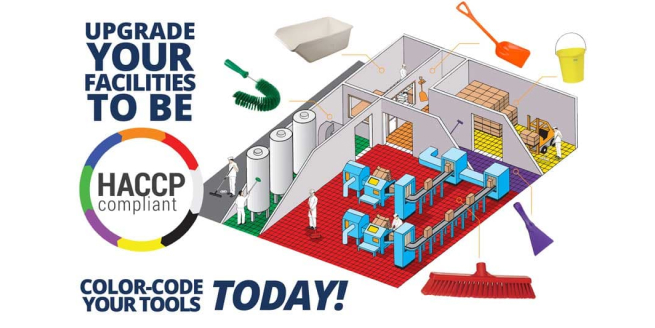 UPGRADE
YOUR
FACILITIES
TO BE
HACCP
compliant
COLOR-CODE
YOUR TOOLS
TODAY!